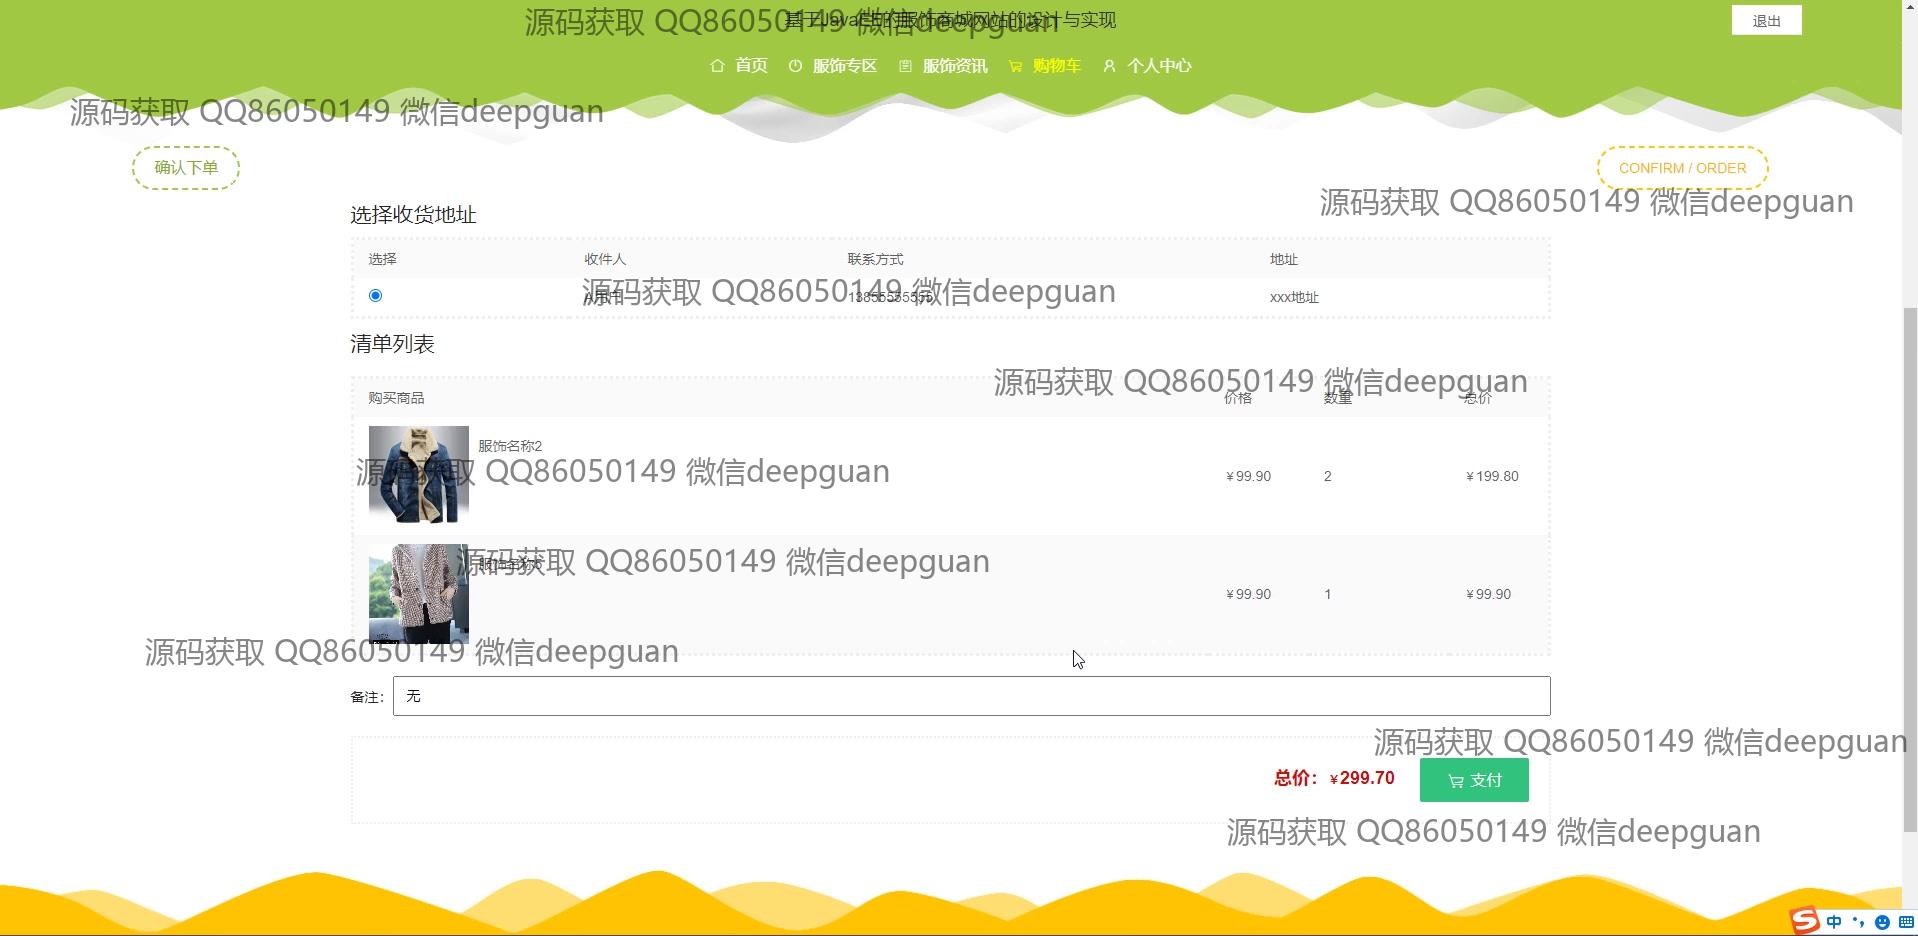 源码获取 QQ86050149 微信deepguan
基于JavaEE的服饰商城网站的设计与实现
退出
首页 服饰专区 服饰资讯 购物车 个人中心
源码获取 QQ86050149 微信deepguan
确认下单
CONFIRM / ORDER
源码获取 QQ86050149 微信deepguan
选择收货地址
选择 收件人 联系方式 地址
源码获取 QQ86050149 微信deepguan
13855555555 xxx地址
清单列表
源码获取 QQ86050149 微信deepguan
购买商品 价格 数量 总价
服饰名称2
源码获取 QQ86050149 微信deepguan
¥99.90 2 ¥199.80
源码获取 QQ86050149 微信deepguan
¥99.90 1 ¥99.90
源码获取 QQ86050149 微信deepguan
备注: 无
源码获取 QQ86050149 微信deepguan
总价：¥299.70 支付
源码获取 QQ86050149 微信deepguan
中